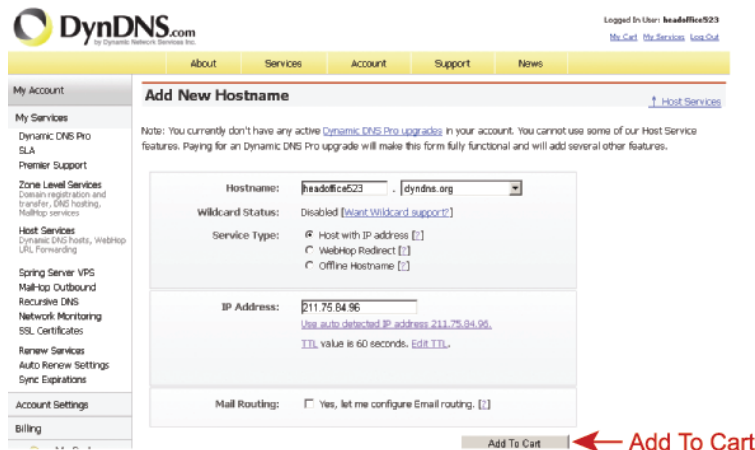 DynDNS.com
by Dynamic Network Services Inc.
Logged In User: headoffice523
My Cart My Services Log Out
About Services Account Support News
My Account
My Services
Dynamic DNS Pro
SLA
Premier Support
Zone Level Services
Domain registration and
transfer, DNS hosting,
MailHop services
Host Services
Dynamic DNS hosts, WebHop
URL Forwarding
Spring Server VPS
MailHop Outbound
Recursive DNS
Network Monitoring
SSL Certificates
Renew Services
Auto Renew Settings
Sync Expirations
Account Settings
Billing
Add New Hostname
↑ Host Services
Note: You currently don't have any active Dynamic DNS Pro upgrades in your account. You cannot use some of our Host Service
features. Paying for an Dynamic DNS Pro upgrade will make this form fully functional and will add several other features.
Hostname: headoffice523 . dyndns.org
Wildcard Status: Disabled [Want Wildcard support?]
Service Type: Host with IP address [?]
WebHop Redirect [?]
Offline Hostname [?]
IP Address: 211.75.84.96
Use auto detected IP address 211.75.84.96.
TTL value is 60 seconds. Edit TTL.
Mail Routing: Yes, let me configure Email routing. [?]
Add To Cart
Add To Cart